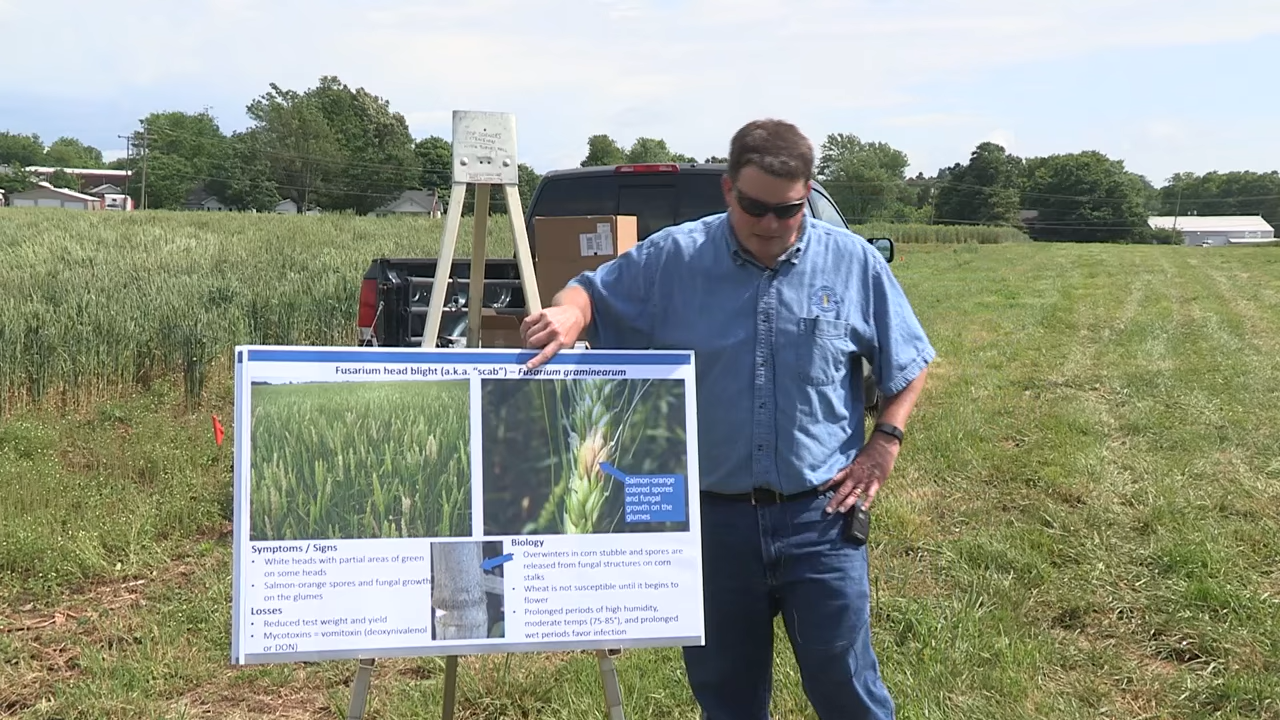 Fusarium head blight (a.k.a. “scab”) – Fusarium graminearum
Salmon-orange
colored spores
and fungal
growth on the
glumes
Symptoms / Signs
• White heads with partial areas of green
on some heads
• Salmon-orange spores and fungal growth
on the glumes
Losses
• Reduced test weight and yield
• Mycotoxins = vomitoxin (deoxynivalenol
or DON)
Biology
• Overwinters in corn stubble and spores are
released from fungal structures on corn
stalks
• Wheat is not susceptible until it begins to
flower
• Prolonged periods of high humidity,
moderate temps (75-85°), and prolonged
wet periods favor infection